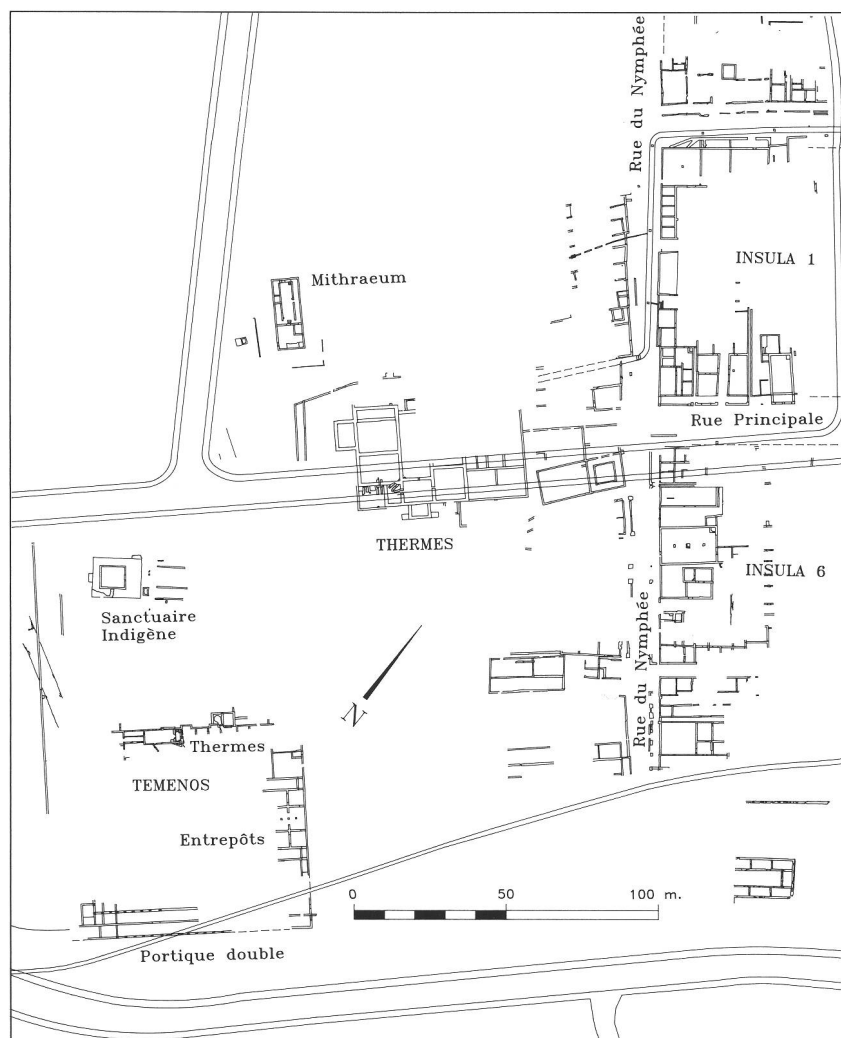 Rue du Nymphée
Mithraeum
INSULA 1
Rue Principale
THERMES
INSULA 6
Sanctuaire
Indigène
Rue du Nymphée
N
Thermes
TEMENOS
Entrepôts
0 50 100 m.
Portique double